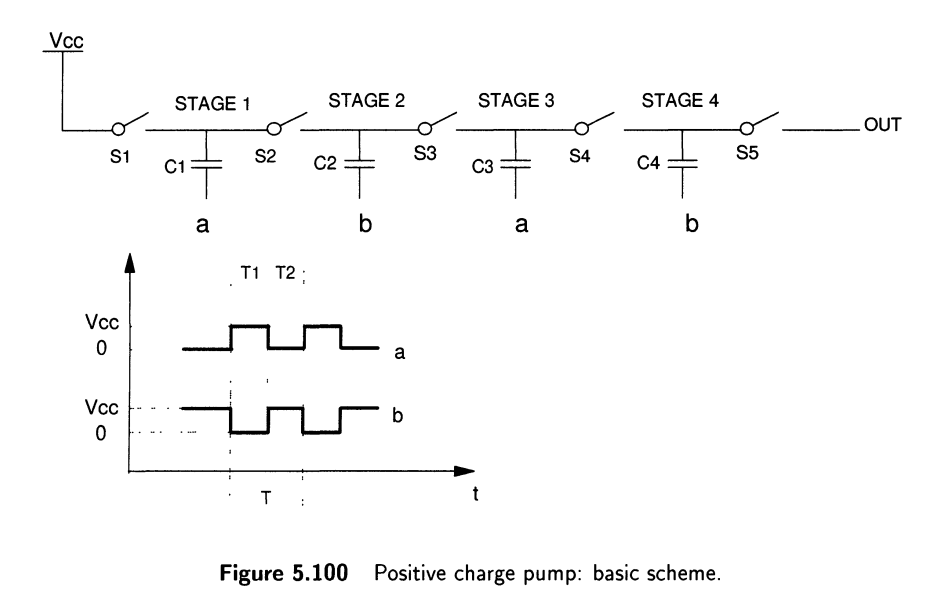 Vcc
STAGE 1 STAGE 2 STAGE 3 STAGE 4
OUT
S1 S2 S3 S4 S5
C1 C2 C3 C4
a b a b
T1 T2
Vcc
0 a
Vcc b
0
T t
Figure 5.100 Positive charge pump: basic scheme.